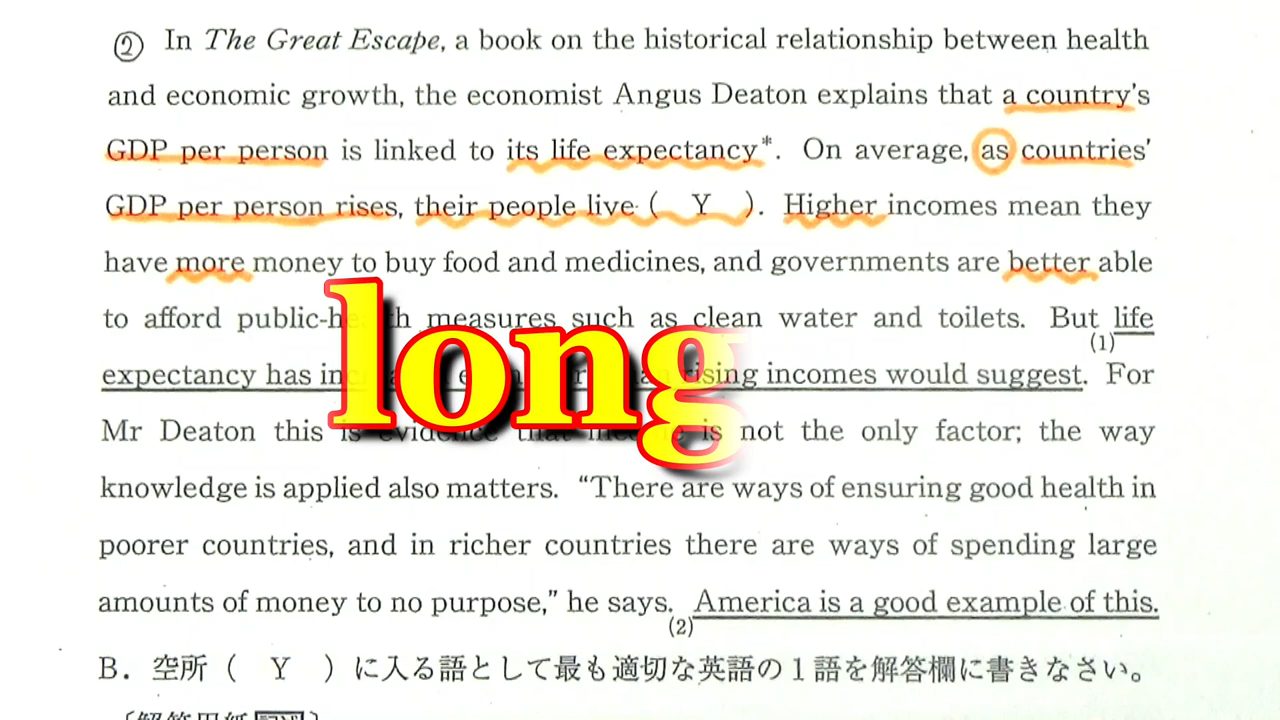 ② In The Great Escape, a book on the historical relationship between health
and economic growth, the economist Angus Deaton explains that a country's
GDP per person is linked to its life expectancy*. On average, as countries'
GDP per person rises, their people live ( Y ). Higher incomes mean they
have more money to buy food and medicines, and governments are better able
to afford public-he th measures such as clean water and toilets. But life
(1)
long
expectancy has in rising incomes would suggest. For
Mr Deaton this is evidence that is not the only factor; the way
knowledge is applied also matters. “There are ways of ensuring good health in
poorer countries, and in richer countries there are ways of spending large
amounts of money to no purpose,” he says. America is a good example of this.
(2)
B. 空所 ( Y ) に入る語として最も適切な英語の1語を解答欄に書きなさい。